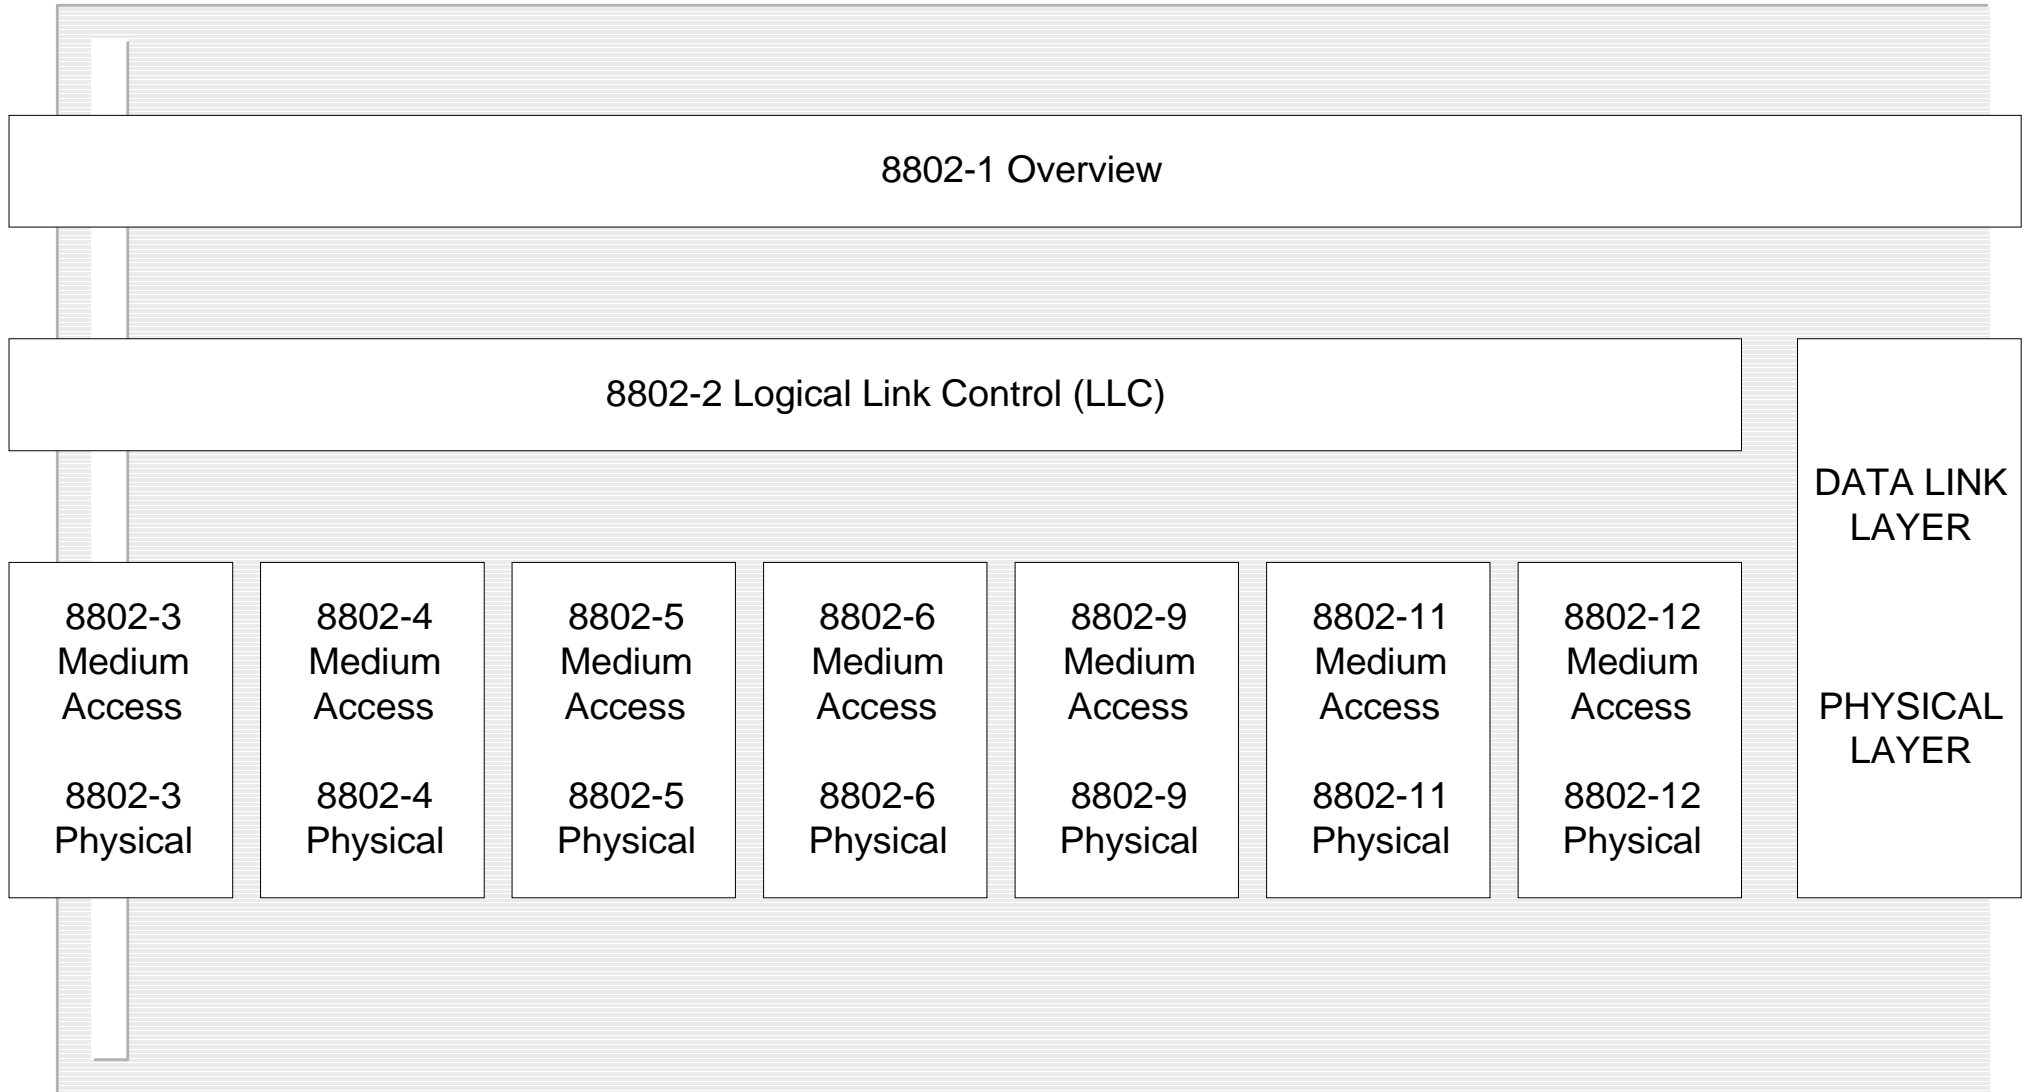 8802-1 Overview
8802-2 Logical Link Control (LLC)
DATA LINK
LAYER
PHYSICAL
LAYER
8802-3
Medium
Access
8802-3
Physical
8802-4
Medium
Access
8802-4
Physical
8802-5
Medium
Access
8802-5
Physical
8802-6
Medium
Access
8802-6
Physical
8802-9
Medium
Access
8802-9
Physical
8802-11
Medium
Access
8802-11
Physical
8802-12
Medium
Access
8802-12
Physical